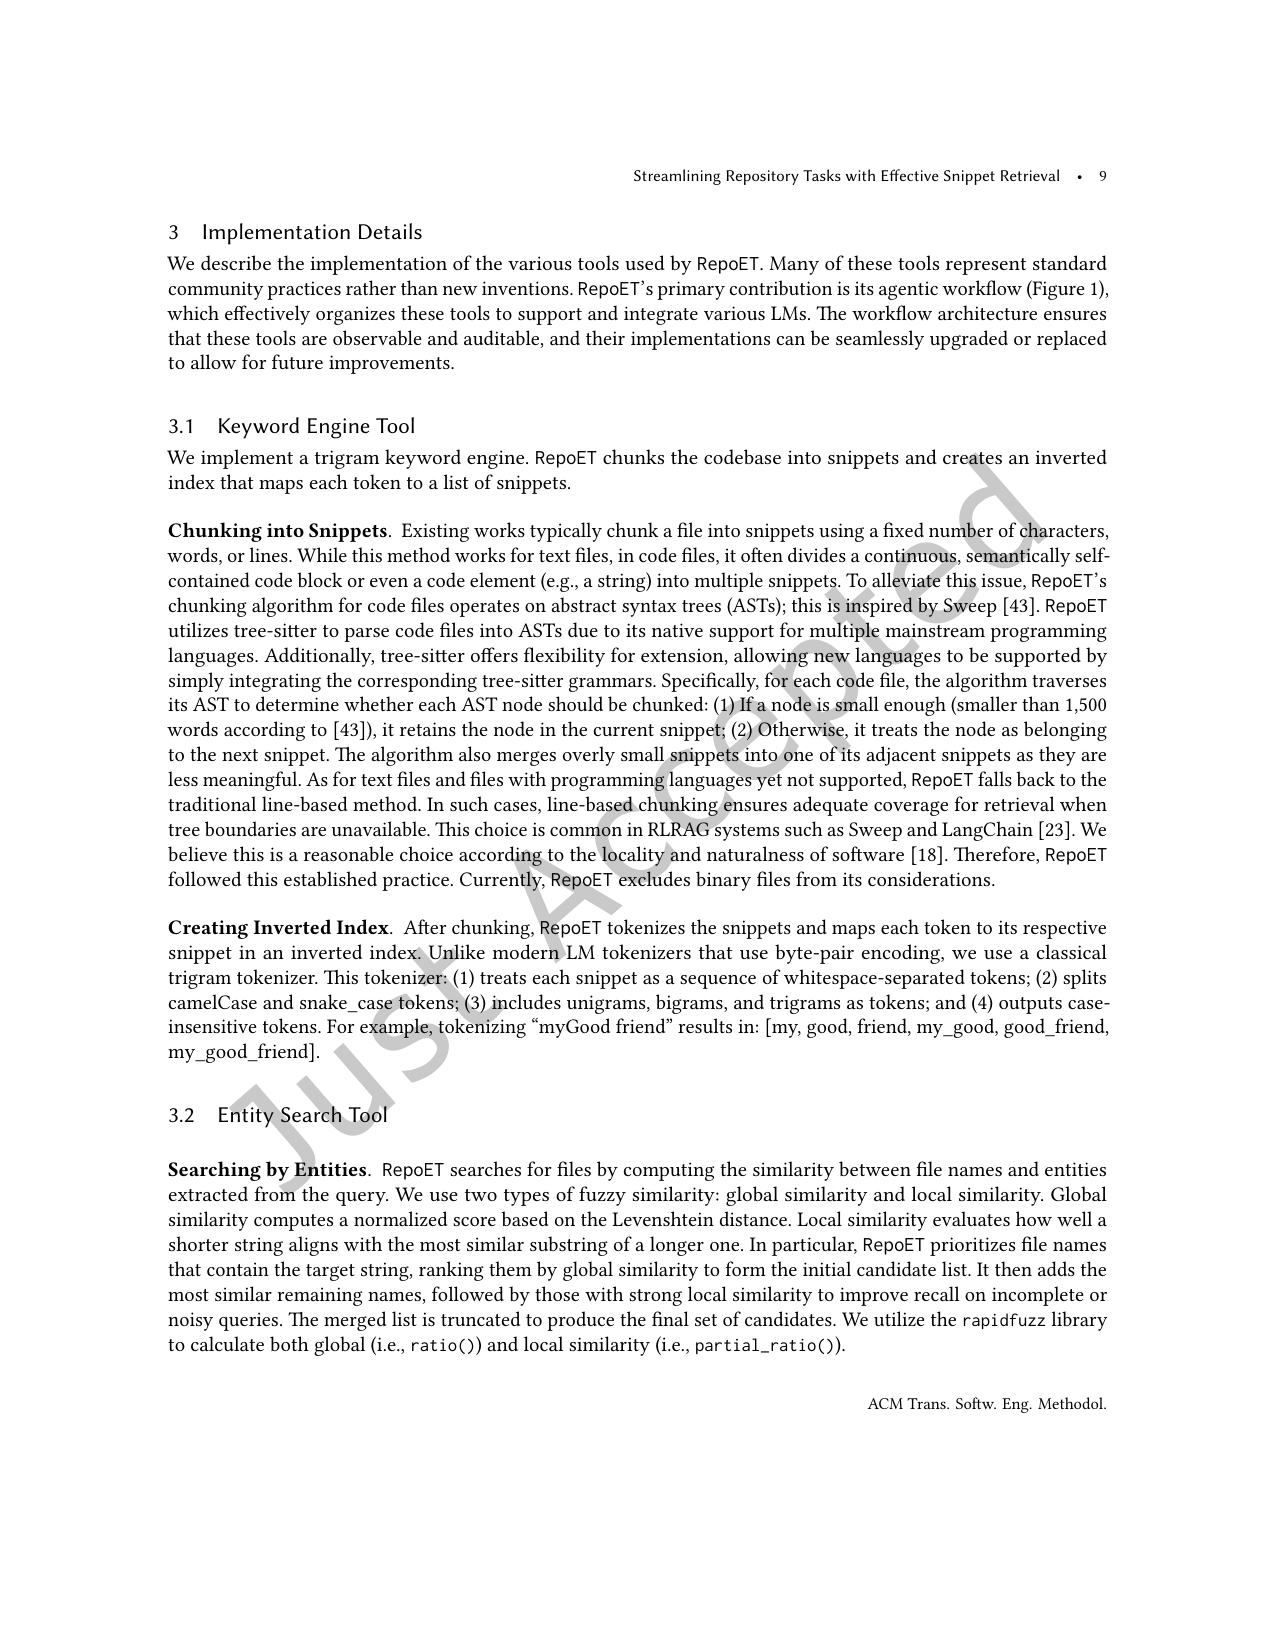 Streamlining Repository Tasks with Effective Snippet Retrieval • 9
3 Implementation Details
We describe the implementation of the various tools used by RepoET. Many of these tools represent standard
community practices rather than new inventions. RepoET's primary contribution is its agentic workflow (Figure 1),
which effectively organizes these tools to support and integrate various LMs. The workflow architecture ensures
that these tools are observable and auditable, and their implementations can be seamlessly upgraded or replaced
to allow for future improvements.
3.1 Keyword Engine Tool
We implement a trigram keyword engine. RepoET chunks the codebase into snippets and creates an inverted
index that maps each token to a list of snippets.
Chunking into Snippets. Existing works typically chunk a file into snippets using a fixed number of characters,
words, or lines. While this method works for text files, in code files, it often divides a continuous, semantically self-
contained code block or even a code element (e.g., a string) into multiple snippets. To alleviate this issue, RepoET's
chunking algorithm for code files operates on abstract syntax trees (ASTs); this is inspired by Sweep [43]. RepoET
utilizes tree-sitter to parse code files into ASTs due to its native support for multiple mainstream programming
languages. Additionally, tree-sitter offers flexibility for extension, allowing new languages to be supported by
simply integrating the corresponding tree-sitter grammars. Specifically, for each code file, the algorithm traverses
its AST to determine whether each AST node should be chunked: (1) If a node is small enough (smaller than 1,500
words according to [43]), it retains the node in the current snippet; (2) Otherwise, it treats the node as belonging
to the next snippet. The algorithm also merges overly small snippets into one of its adjacent snippets as they are
less meaningful. As for text files and files with programming languages yet not supported, RepoET falls back to the
traditional line-based method. In such cases, line-based chunking ensures adequate coverage for retrieval when
tree boundaries are unavailable. This choice is common in RLRAG systems such as Sweep and LangChain [23]. We
believe this is a reasonable choice according to the locality and naturalness of software [18]. Therefore, RepoET
followed this established practice. Currently, RepoET excludes binary files from its considerations.
Creating Inverted Index. After chunking, RepoET tokenizes the snippets and maps each token to its respective
snippet in an inverted index. Unlike modern LM tokenizers that use byte-pair encoding, we use a classical
trigram tokenizer. This tokenizer: (1) treats each snippet as a sequence of whitespace-separated tokens; (2) splits
camelCase and snake_case tokens; (3) includes unigrams, bigrams, and trigrams as tokens; and (4) outputs case-
insensitive tokens. For example, tokenizing “myGood friend” results in: [my, good, friend, my_good, good_friend,
my_good_friend].
3.2 Entity Search Tool
Searching by Entities. RepoET searches for files by computing the similarity between file names and entities
extracted from the query. We use two types of fuzzy similarity: global similarity and local similarity. Global
similarity computes a normalized score based on the Levenshtein distance. Local similarity evaluates how well a
shorter string aligns with the most similar substring of a longer one. In particular, RepoET prioritizes file names
that contain the target string, ranking them by global similarity to form the initial candidate list. It then adds the
most similar remaining names, followed by those with strong local similarity to improve recall on incomplete or
noisy queries. The merged list is truncated to produce the final set of candidates. We utilize the rapidfuzz library
to calculate both global (i.e., ratio()) and local similarity (i.e., partial_ratio()).
ACM Trans. Softw. Eng. Methodol.
Just Accepted